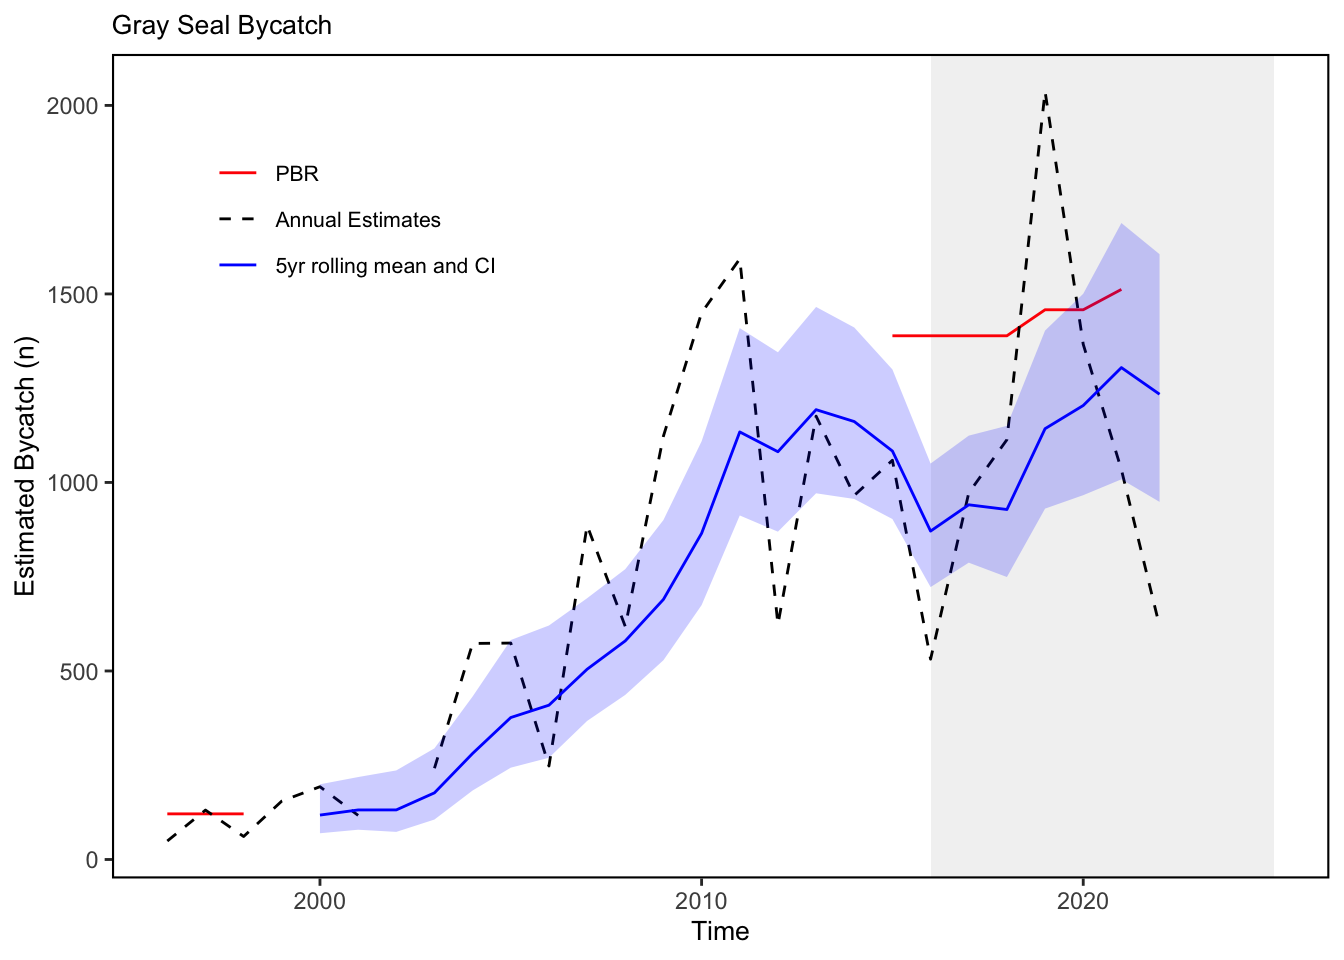 Gray Seal Bycatch
2000
1500
1000
500
0
Estimated Bycatch (n)
PBR
Annual Estimates
5yr rolling mean and CI
2000 2010 2020
Time